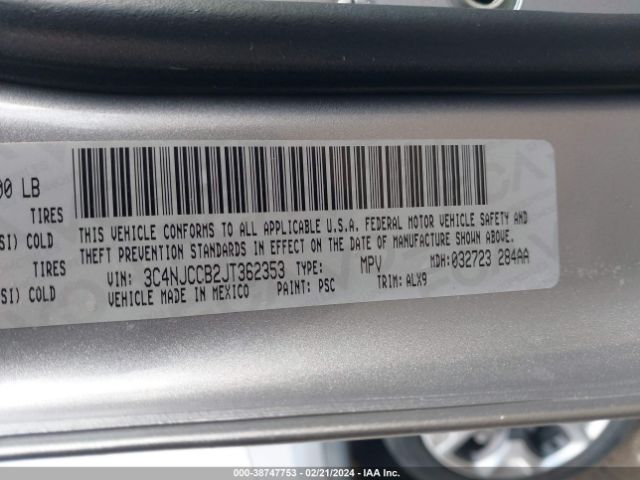 00 LB
TIRES
SI) COLD
TIRES
SI) COLD
THIS VEHICLE CONFORMS TO ALL APPLICABLE U.S.A. FEDERAL MOTOR VEHICLE SAFETY AND
THEFT PREVENTION STANDARDS IN EFFECT ON THE DATE OF MANUFACTURE SHOWN ABOVE.
VIN: 3C4NJCCB2JT362353 TYPE: MPV MDH: 032723 284AA
VEHICLE MADE IN MEXICO PAINT: PSC TRIM: ALX9
000-38747753 - 02/21/2024 - IAA Inc.